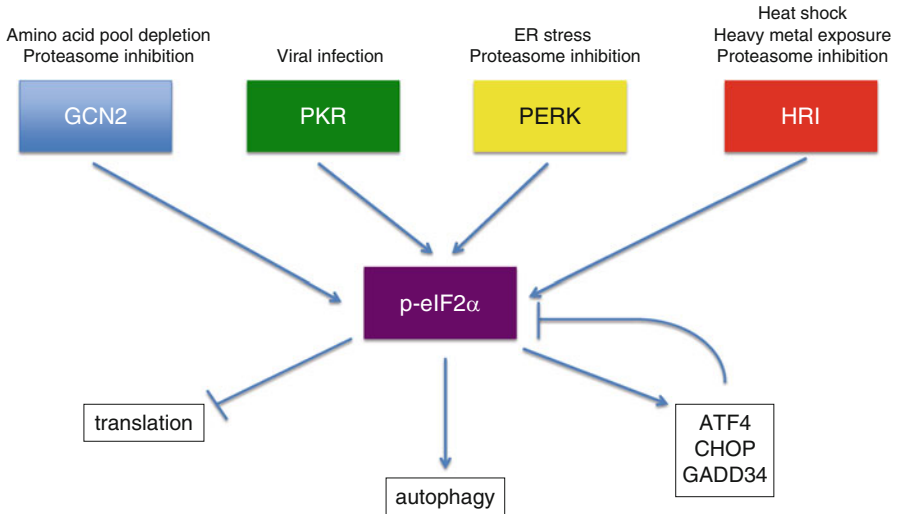 Amino acid pool depletion
Proteasome inhibition
Viral infection
ER stress
Proteasome inhibition
Heat shock
Heavy metal exposure
Proteasome inhibition
GCN2
PKR
PERK
HRI
p-eIF2α
translation
autophagy
ATF4
CHOP
GADD34